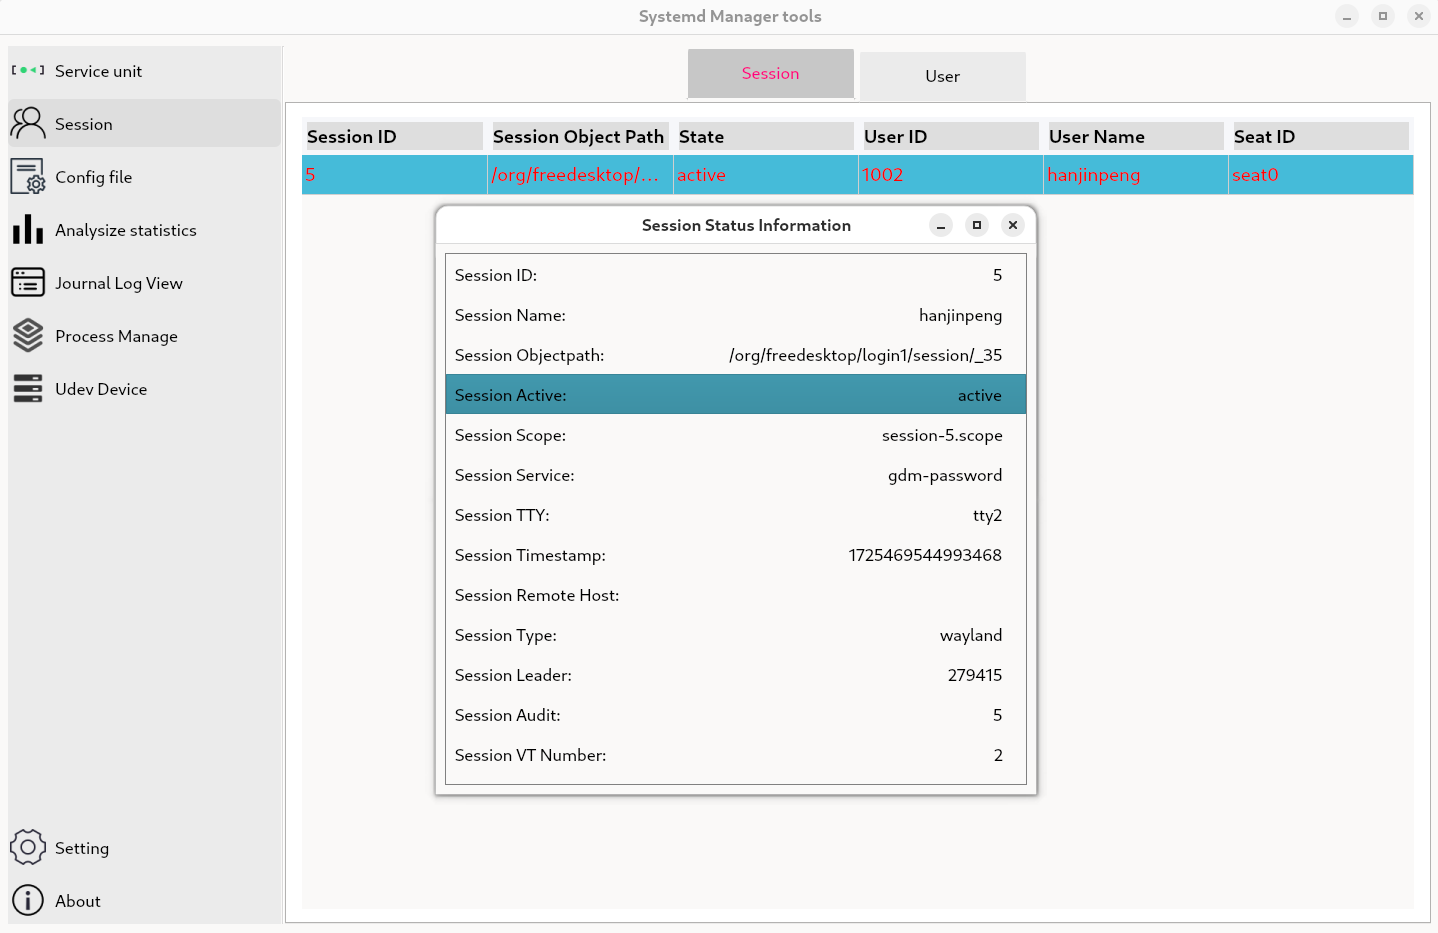 Systemd Manager tools
Service unit
Session
Config file
Analysize statistics
Journal Log View
Process Manage
Udev Device
Setting
About
Session User
Session ID Session Object Path State User ID User Name Seat ID
5 /org/freedesktop/... active 1002 hanjinpeng seat0
Session Status Information
Session ID: 5
Session Name: hanjinpeng
Session Objectpath: /org/freedesktop/login1/session/_35
Session Active: active
Session Scope: session-5.scope
Session Service: gdm-password
Session TTY: tty2
Session Timestamp: 1725469544993468
Session Remote Host:
Session Type: wayland
Session Leader: 279415
Session Audit: 5
Session VT Number: 2